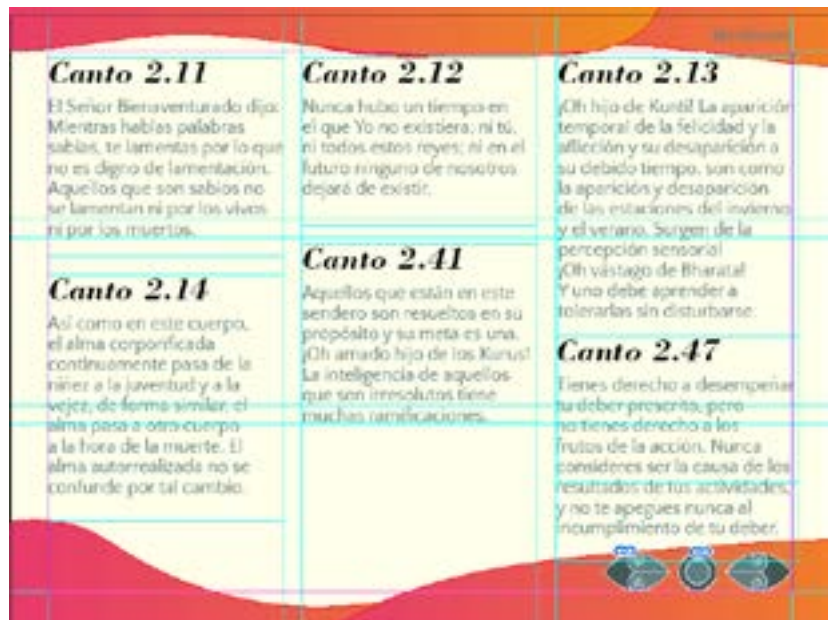 Canto 2.11
El Señor Bienaventurado dijo:
Mientras hablas palabras
sabias, te lamentas por lo que
no es digno de lamentación.
Aquellos que son sabios no
se lamentan ni por los vivos
ni por los muertos.
Canto 2.14
Así como en este cuerpo,
el alma corporificada
continuamente pasa de la
niñez a la juventud y a la
vejez, de forma similar, el
alma pasa a otro cuerpo
a la hora de la muerte. El
alma autorrealizada no se
confunde por tal cambio.
Canto 2.12
Nunca hubo un tiempo en
el que Yo no existiera; ni tú,
ni todos estos reyes; ni en el
futuro ninguno de nosotros
dejará de existir.
Canto 2.41
Aquellos que están en este
sendero son resueltos en su
propósito y su meta es una.
¡Oh amado hijo de los Kurus!
La inteligencia de aquellos
que son irresolutos tiene
muchas ramificaciones.
Canto 2.13
¡Oh hijo de Kunti! La aparición
temporal de la felicidad y la
aflicción y su desaparición a
su debido tiempo, son como
la aparición y desaparición
de las estaciones del invierno
y el verano. Surgen de la
percepción sensorial
¡Oh vástago de Bharata!
Y uno debe aprender a
tolerarlas sin disturbarse.
Canto 2.47
Tienes derecho a desempeñar
tu deber prescrito, pero
no tienes derecho a los
frutos de la acción. Nunca
consideres ser la causa de los
resultados de tus actividades,
y no te apegues nunca al
incumplimiento de tu deber.